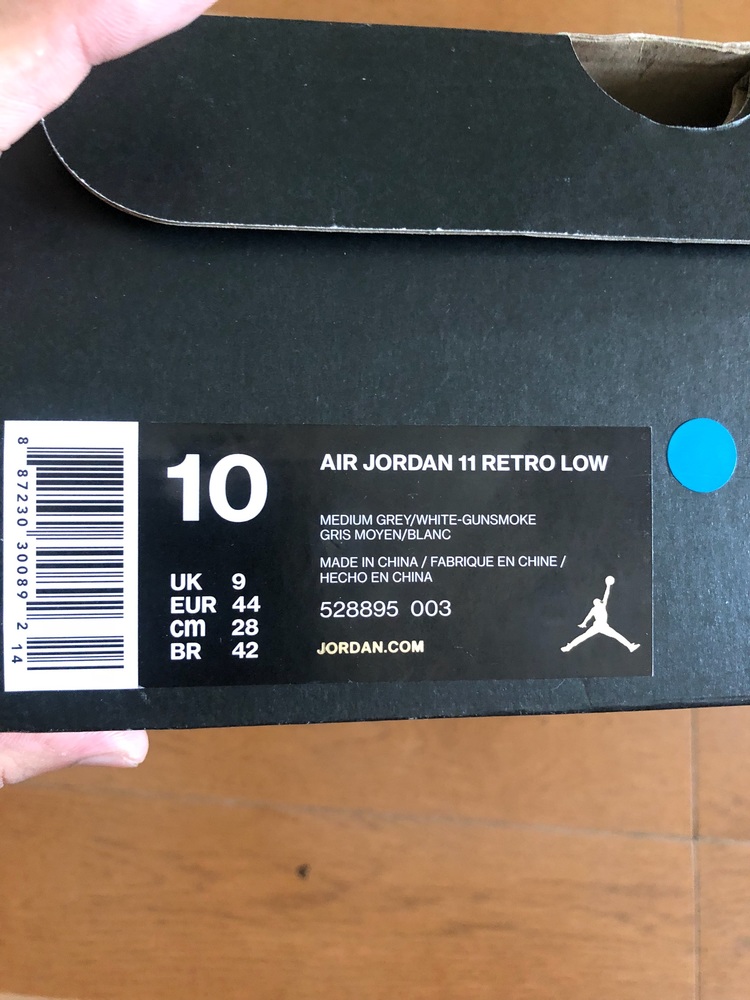 8 87230 30089 2 14
10
UK 9
EUR 44
cm 28
BR 42
AIR JORDAN 11 RETRO LOW
MEDIUM GREY/WHITE-GUNSMOKE
GRIS MOYEN/BLANC
MADE IN CHINA / FABRIQUE EN CHINE /
HECHO EN CHINA
528895 003
JORDAN.COM